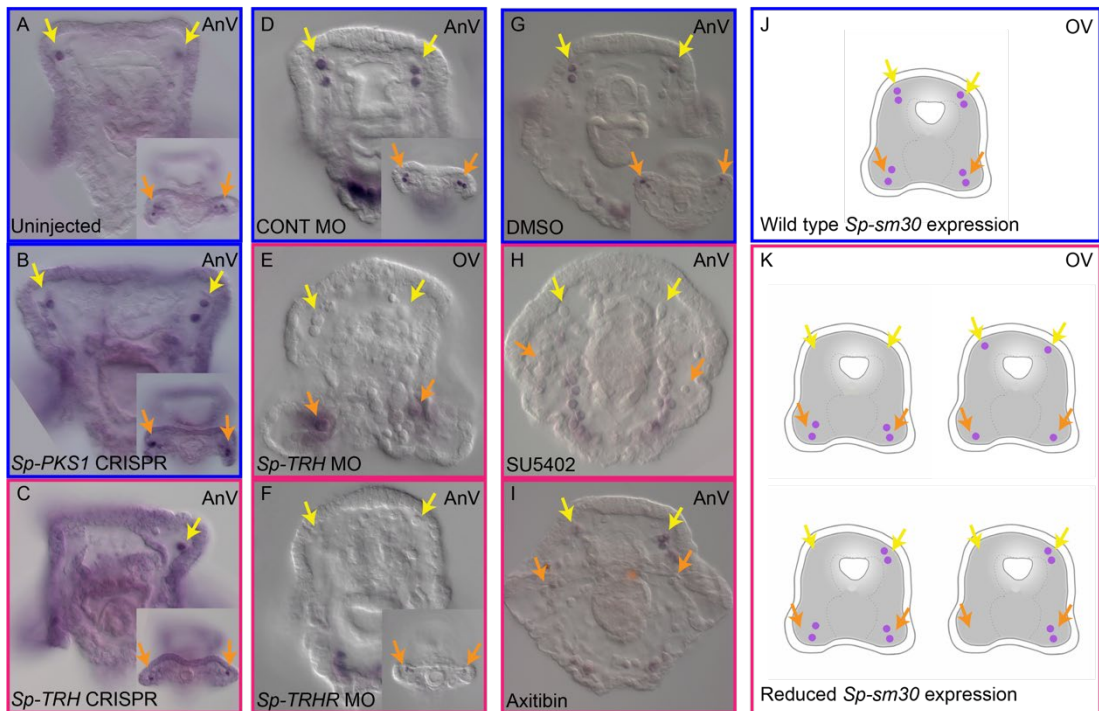 A AnV
Uninjected
B AnV
Sp-PKS1 CRISPR
C AnV
Sp-TRH CRISPR
D AnV
CONT MO
E OV
Sp-TRH MO
F AnV
Sp-TRHR MO
G AnV
DMSO
H AnV
SU5402
I AnV
Axitibin
J OV
Wild type Sp-sm30 expression
K OV
Reduced Sp-sm30 expression